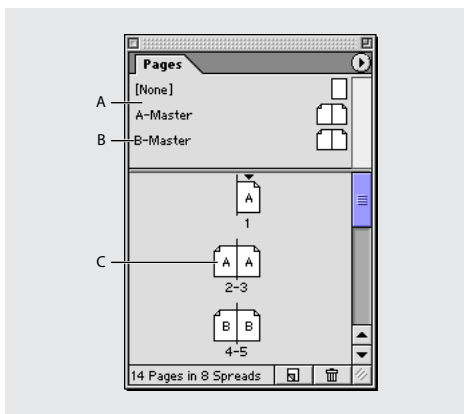 Pages
[None]
A
A-Master
B
B-Master
A
1
C
A A
2-3
B B
4-5
14 Pages in 8 Spreads